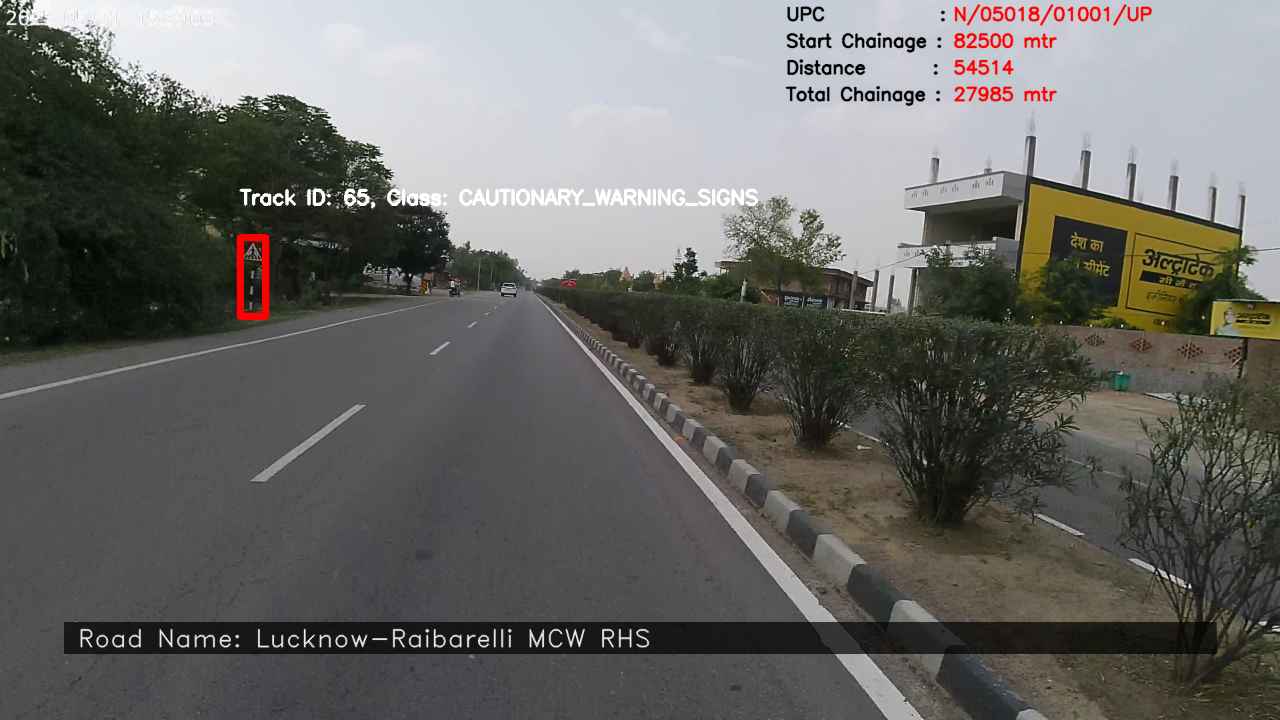 UPC : N/05018/01001/UP
Start Chainage : 82500 mtr
Distance : 54514
Total Chainage : 27985 mtr
Track ID: 65, Class: CAUTIONARY_WARNING_SIGNS
देश का
अल्ट्राटेक
Road Name: Lucknow-Raibarelli MCW RHS